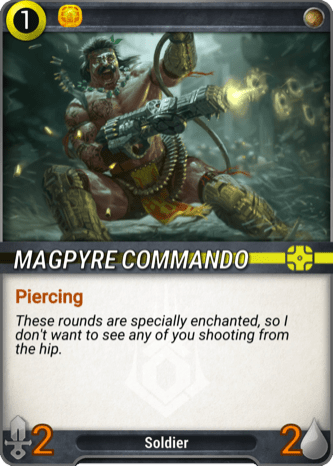 1
MAGPYRE COMMANDO
Piercing
These rounds are specially enchanted, so I
don't want to see any of you shooting from
the hip.
2
Soldier
2